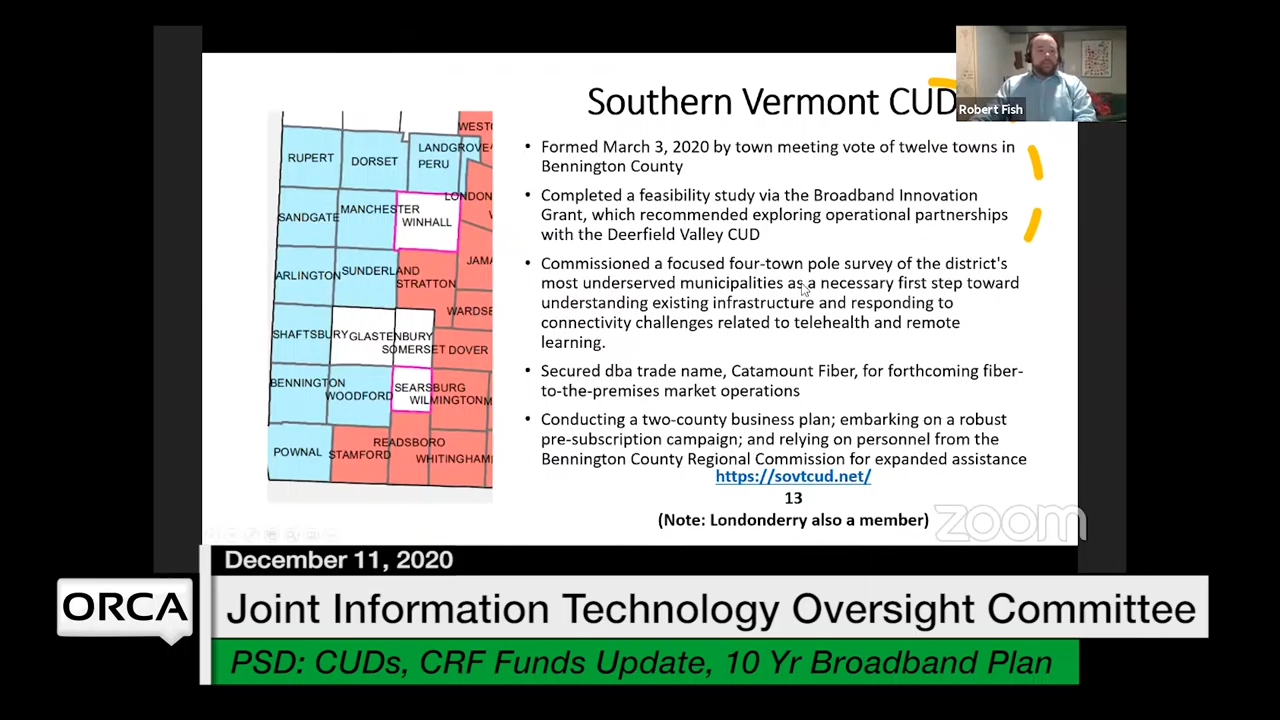 Southern Vermont CUD
Robert Fish
• Formed March 3, 2020 by town meeting vote of twelve towns in
Bennington County
• Completed a feasibility study via the Broadband Innovation
Grant, which recommended exploring operational partnerships
with the Deerfield Valley CUD
• Commissioned a focused four-town pole survey of the district's
most underserved municipalities as a necessary first step toward
understanding existing infrastructure and responding to
connectivity challenges related to telehealth and remote
learning.
• Secured dba trade name, Catamount Fiber, for forthcoming fiber-
to-the-premises market operations
• Conducting a two-county business plan; embarking on a robust
pre-subscription campaign; and relying on personnel from the
Bennington County Regional Commission for expanded assistance
https://sovtcud.net/
13
(Note: Londonderry also a member)
zoom
WEST
RUPERT
DORSET
LANDGROVE
PERU
LONDON
SANDGATE
MANCHESTER
WINHALL
ARLINGTON
SUNDERLAND
STRATTON
JAMA
WARDSB
SHAFTSBURY
GLASTENBURY
SOMERSET
DOVER
BENNINGTON
WOODFORD
SEARSBURG
WILMINGTON
M
POWNAL
STAMFORD
READSBORO
WHITINGHAM
December 11, 2020
ORCA
Joint Information Technology Oversight Committee
PSD: CUDs, CRF Funds Update, 10 Yr Broadband Plan